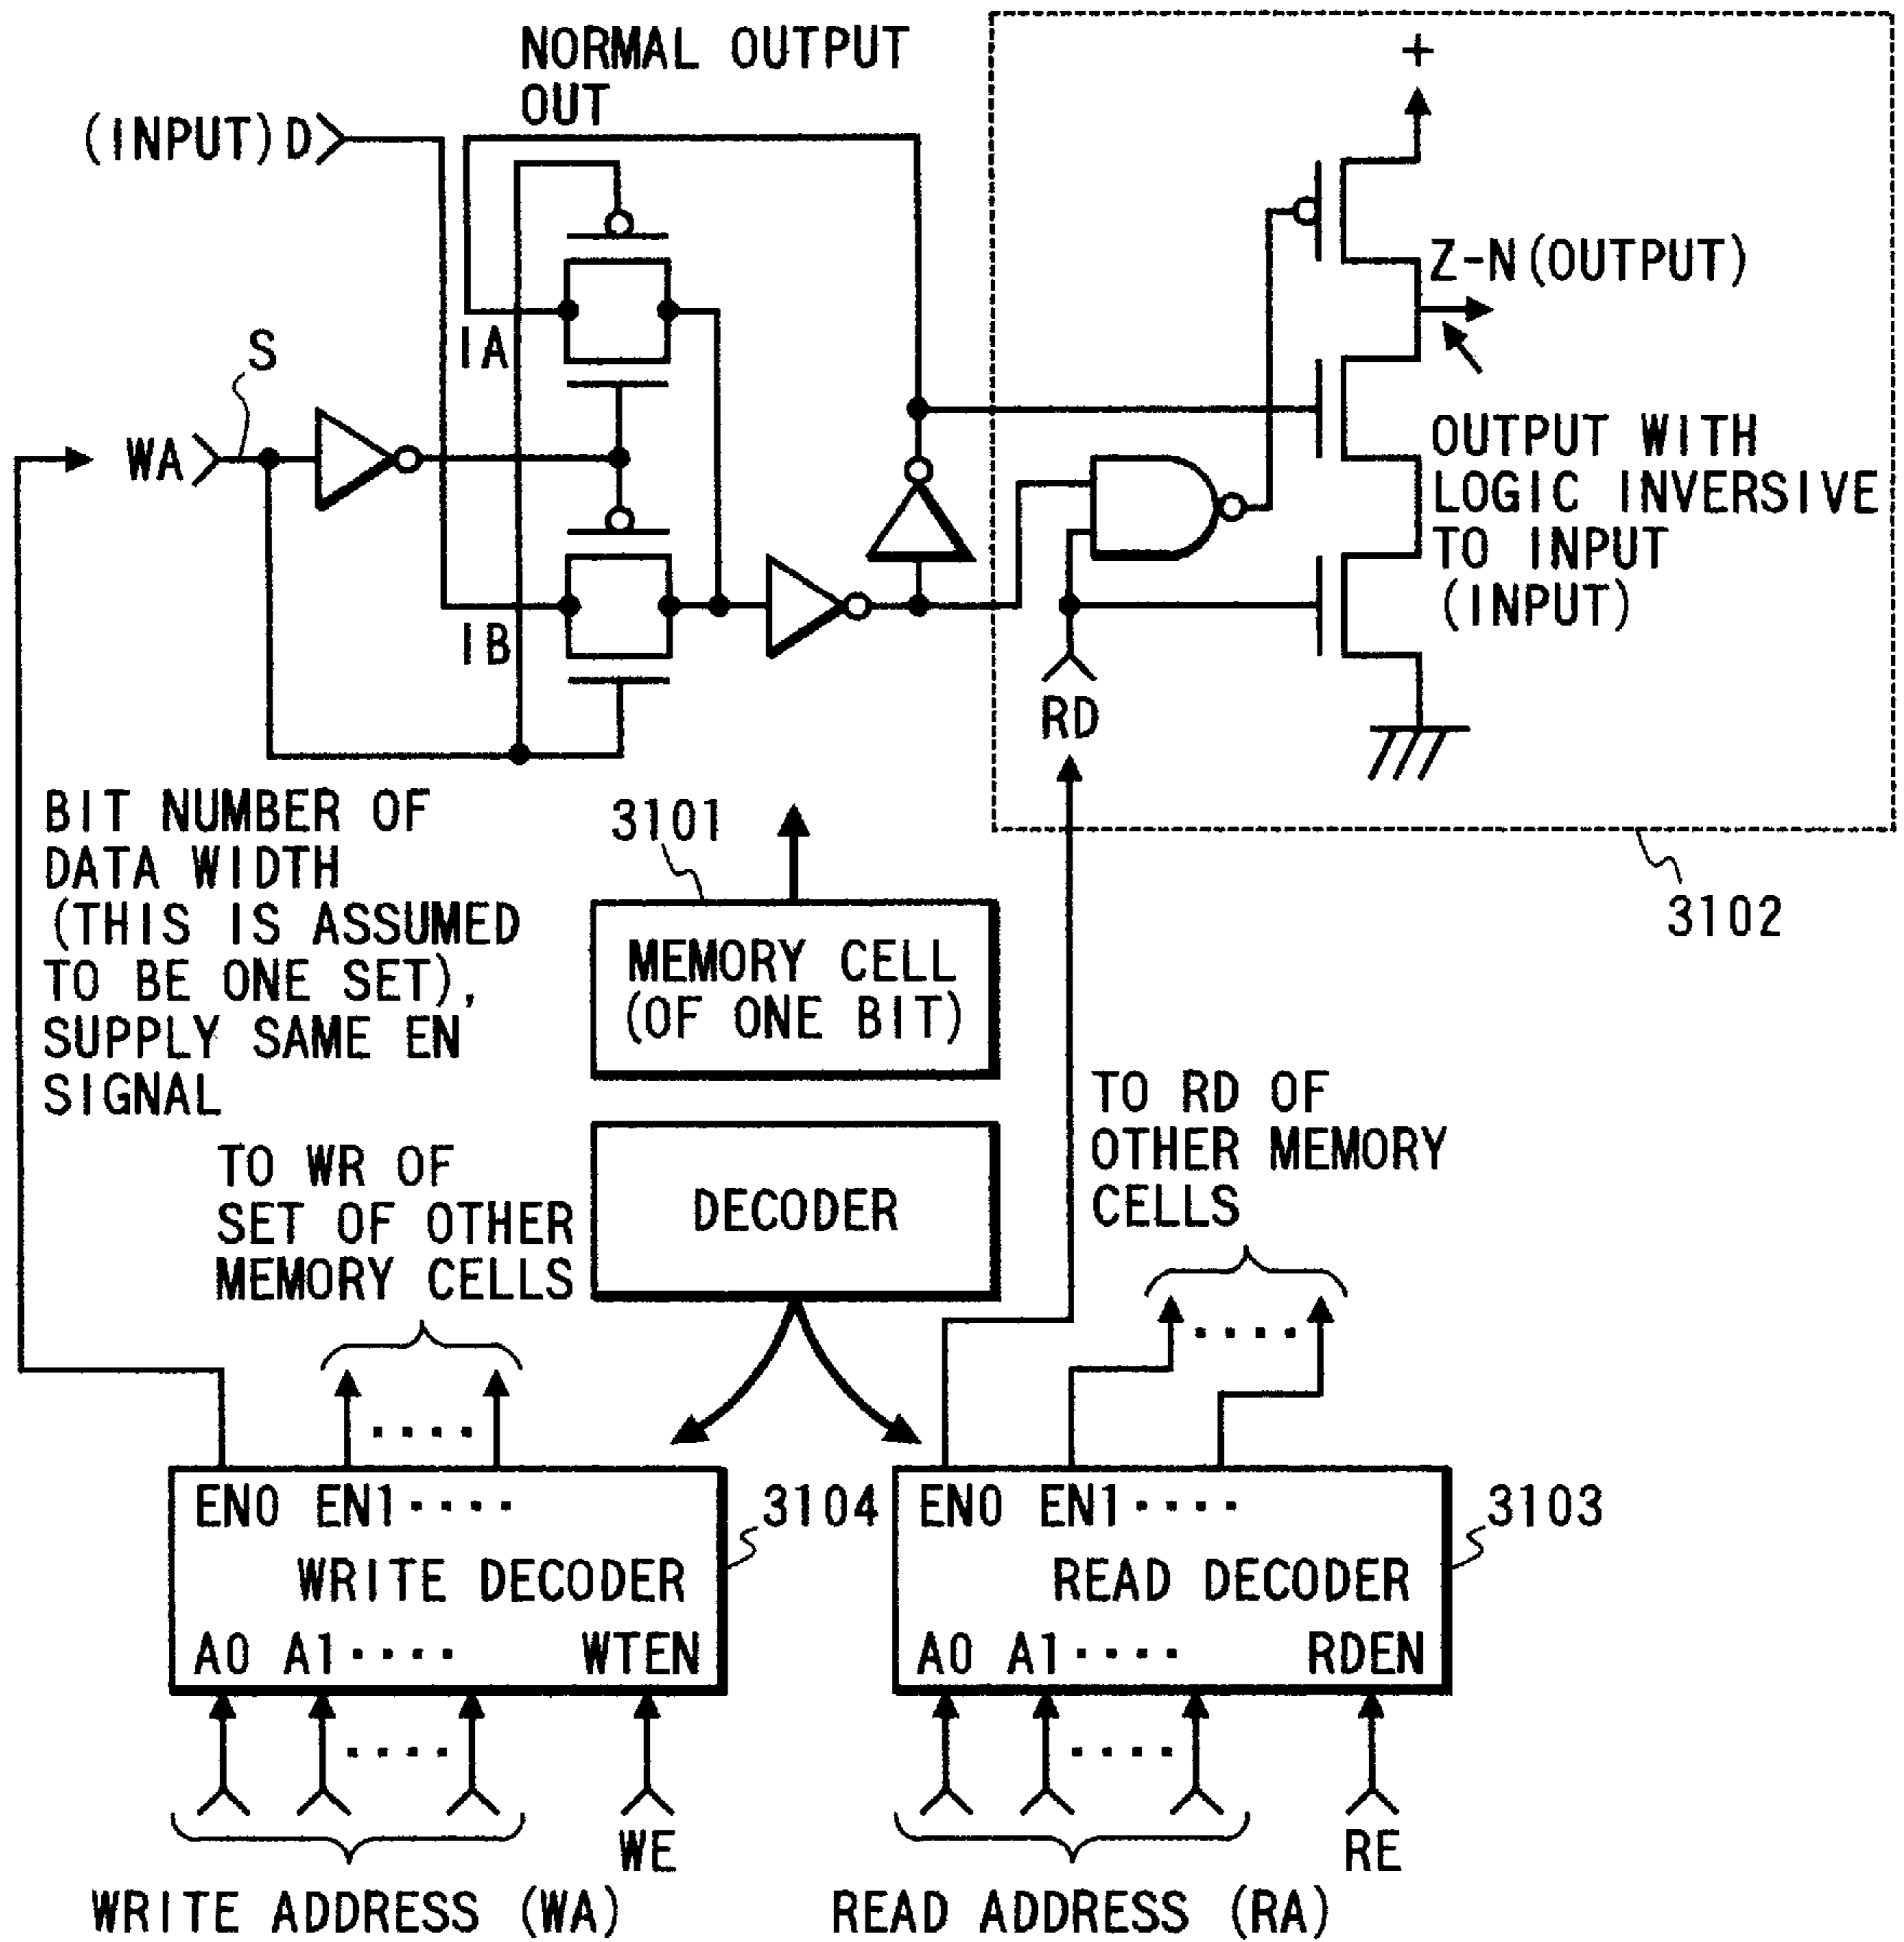 NORMAL OUTPUT
OUT
(INPUT) D
+
Z-N (OUTPUT)
IA
S
WA
OUTPUT WITH
LOGIC INVERSIVE
TO INPUT
(INPUT)
IB
RD
BIT NUMBER OF
DATA WIDTH
(THIS IS ASSUMED
TO BE ONE SET),
SUPPLY SAME EN
SIGNAL
3101
3102
MEMORY CELL
(OF ONE BIT)
TO RD OF
OTHER MEMORY
CELLS
TO WR OF
SET OF OTHER
MEMORY CELLS
DECODER
EN0 EN1 ····
3104
WRITE DECODER
A0 A1 ···· WTEN
EN0 EN1 ····
3103
READ DECODER
A0 A1 ···· RDEN
WE
RE
WRITE ADDRESS (WA)
READ ADDRESS (RA)